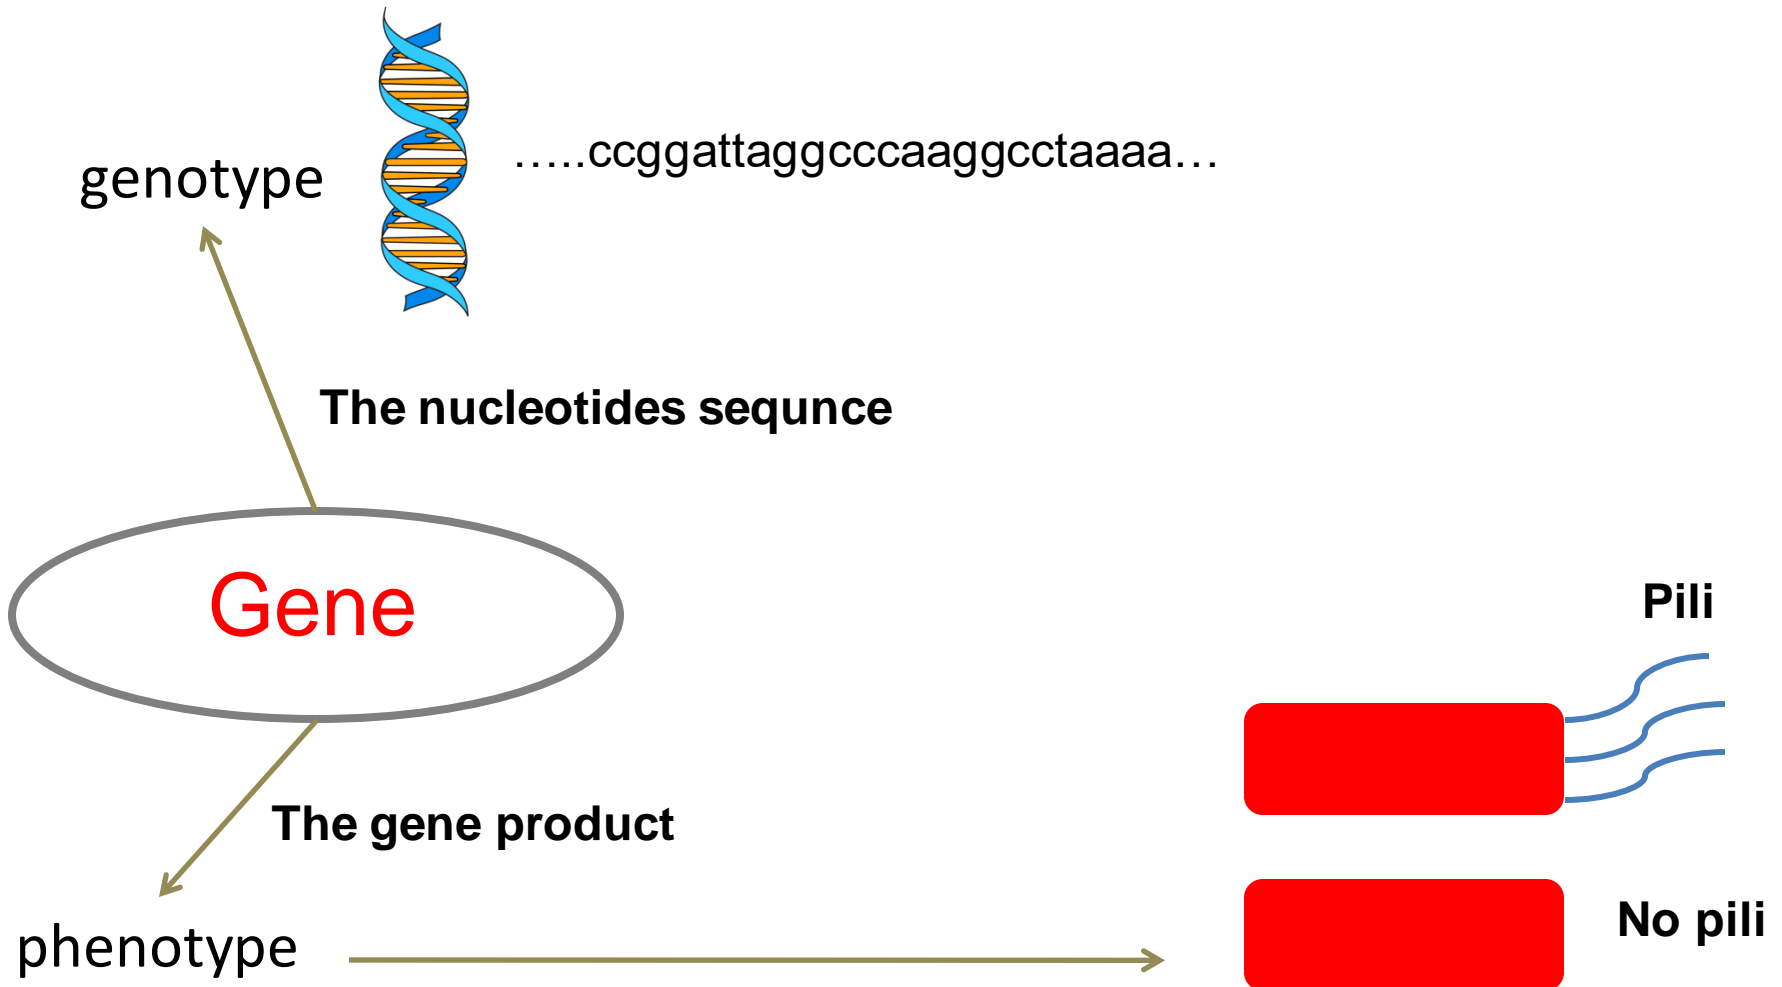 genotype
…..ccggattaggcccaaggcctaaaa…
The nucleotides sequnce
Gene
Pili
The gene product
No pili
phenotype